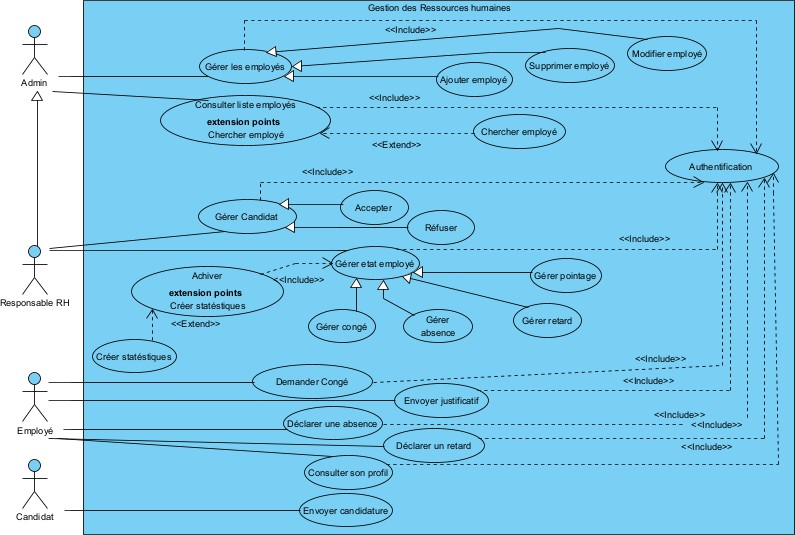 Gestion des Ressources humaines
<<Include>>
Modifier employé
Gérer les employés
Supprimer employé
Ajouter employé
Admin
<<Include>>
Consulter liste employés
extension points
Chercher employé
Chercher employé
<<Extend>>
Authentification
<<Include>>
Accepter
Gérer Candidat
Réfuser
<<Include>>
Gérer etat employé
Gérer pointage
Achiver
<<Include>>
extension points
Créer statéstiques
Responsable RH
<<Extend>>
Gérer congé
Gérer
absence
Gérer retard
Créer statéstiques
<<Include>>
Demander Congé
<<Include>>
Envoyer justificatif
<<Include>>
Déclarer une absence
<<Include>>
Employé
Déclarer un retard
<<Include>>
Consulter son profil
Envoyer candidature
Candidat